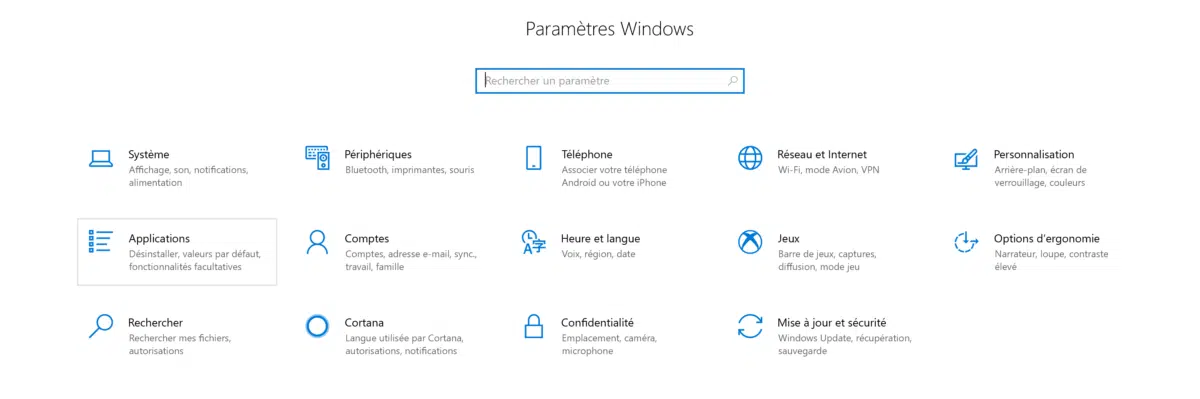 Paramètres Windows
Rechercher un paramètre
Système
Affichage, son, notifications,
alimentation
Périphériques
Bluetooth, imprimantes, souris
Téléphone
Associer votre téléphone
Android ou votre iPhone
Réseau et Internet
Wi-Fi, mode Avion, VPN
Personnalisation
Arrière-plan, écran de
verrouillage, couleurs
Applications
Désinstaller, valeurs par défaut,
fonctionnalités facultatives
Comptes
Comptes, adresse e-mail, sync.,
travail, famille
Heure et langue
Voix, région, date
Jeux
Barre de jeux, captures,
diffusion, mode jeu
Options d'ergonomie
Narrateur, loupe, contraste
élevé
Rechercher
Rechercher mes fichiers,
autorisations
Cortana
Langue utilisée par Cortana,
autorisations, notifications
Confidentialité
Emplacement, caméra,
microphone
Mise à jour et sécurité
Windows Update, récupération,
sauvegarde